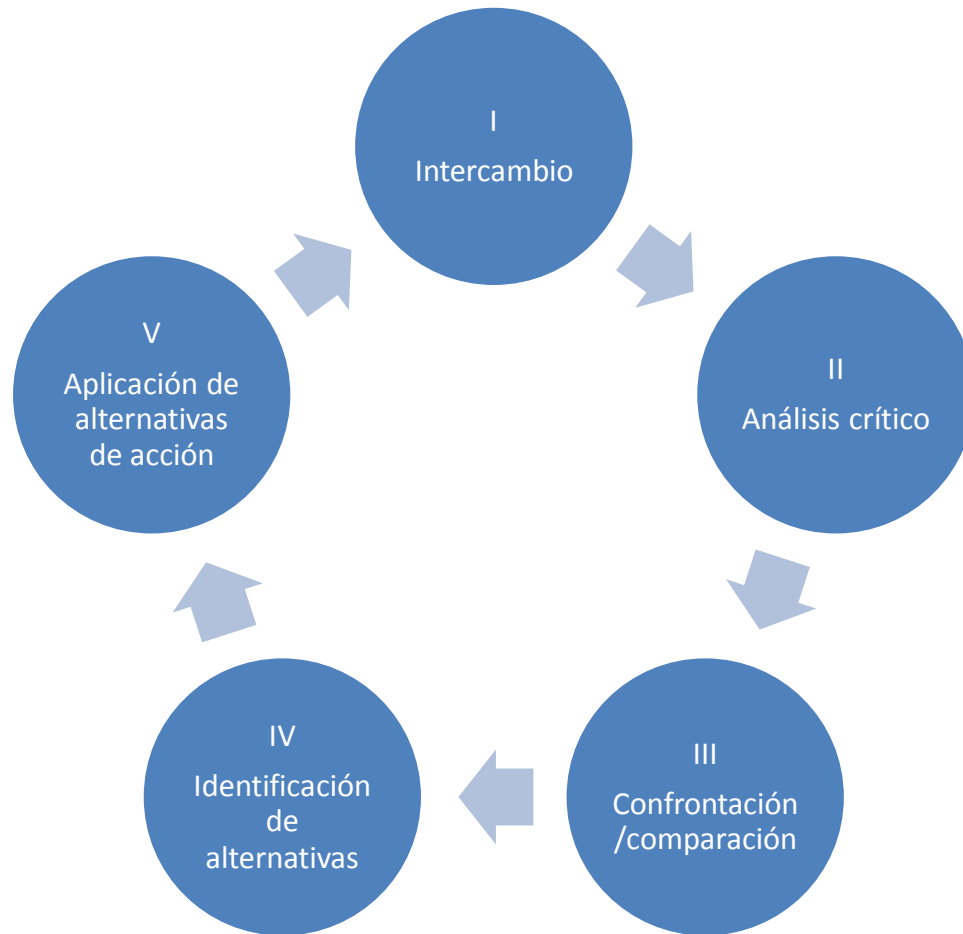 I
Intercambio
II
Análisis crítico
III
Confrontación
/comparación
IV
Identificación
de
alternativas
V
Aplicación de
alternativas
de acción